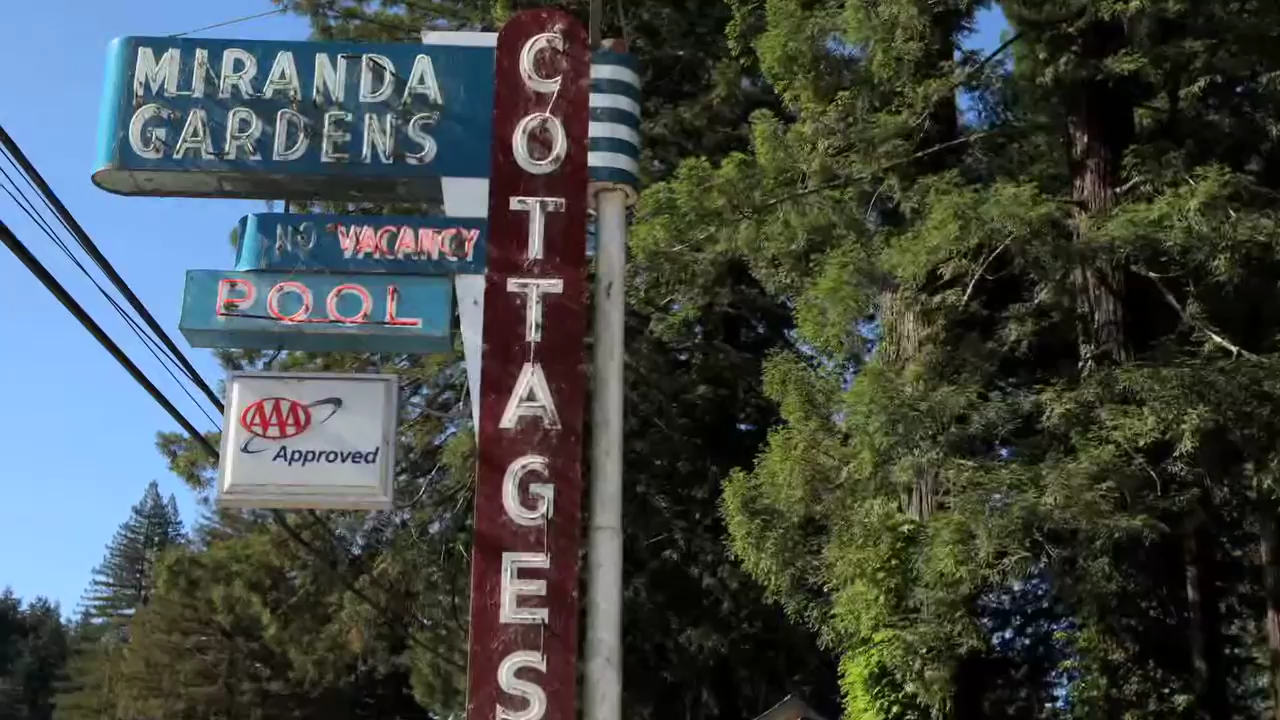 MIRANDA
GARDENS
NO VACANCY
POOL
AAA
Approved
COTTAGES